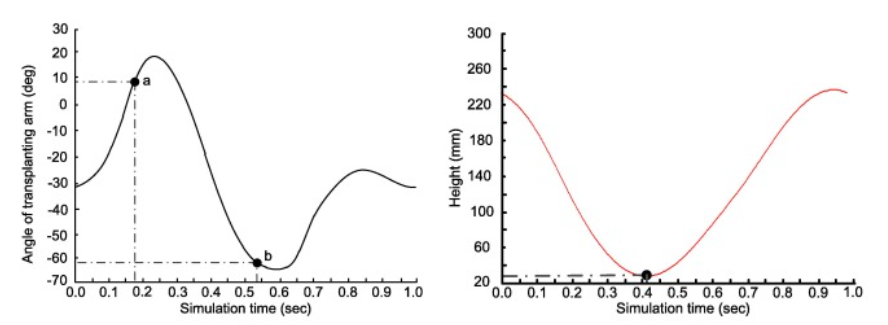 30
20
10
0
-10
-20
-30
-40
-50
-60
-70
Angle of transplanting arm (deg)
a
b
0.0 0.1 0.2 0.3 0.4 0.5 0.6 0.7 0.8 0.9 1.0
Simulation time (sec)
300
260
220
180
140
100
60
20
Height (mm)
0.0 0.1 0.2 0.3 0.4 0.5 0.6 0.7 0.8 0.9 1.0
Simulation time (sec)